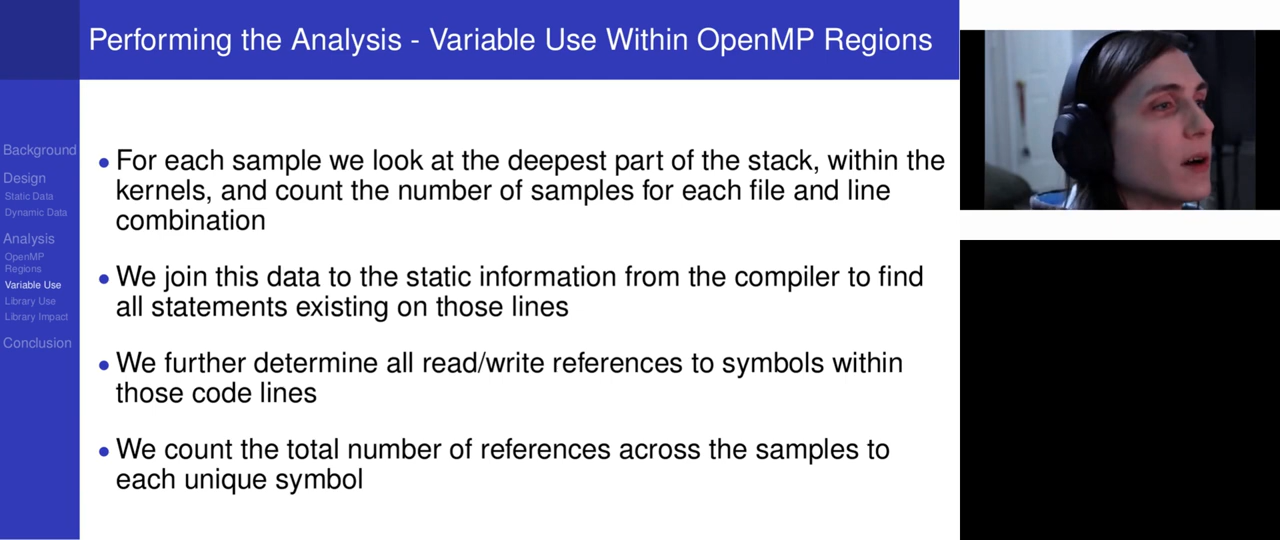 Performing the Analysis - Variable Use Within OpenMP Regions
Background
Design
Static Data
Dynamic Data
Analysis
OpenMP
Regions
Variable Use
Library Use
Library Impact
Conclusion
• For each sample we look at the deepest part of the stack, within the
kernels, and count the number of samples for each file and line
combination
• We join this data to the static information from the compiler to find
all statements existing on those lines
• We further determine all read/write references to symbols within
those code lines
• We count the total number of references across the samples to
each unique symbol